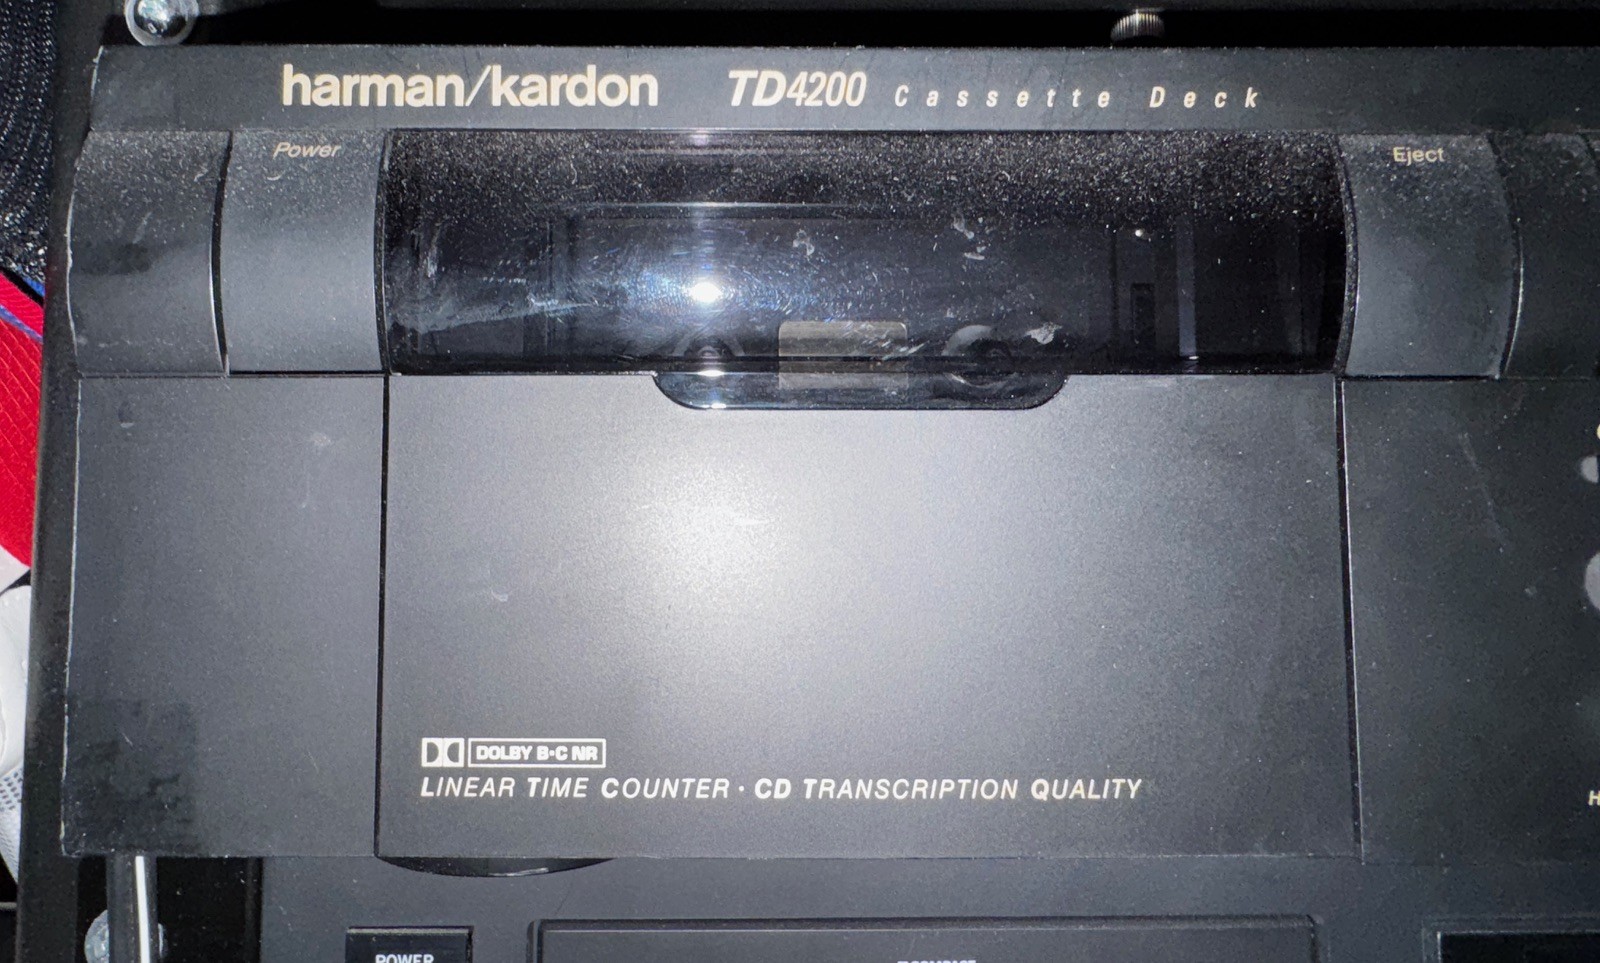 harman/kardon TD4200 Cassette Deck
Power
Eject
DOLBY B·C NR
LINEAR TIME COUNTER · CD TRANSCRIPTION QUALITY
POWER